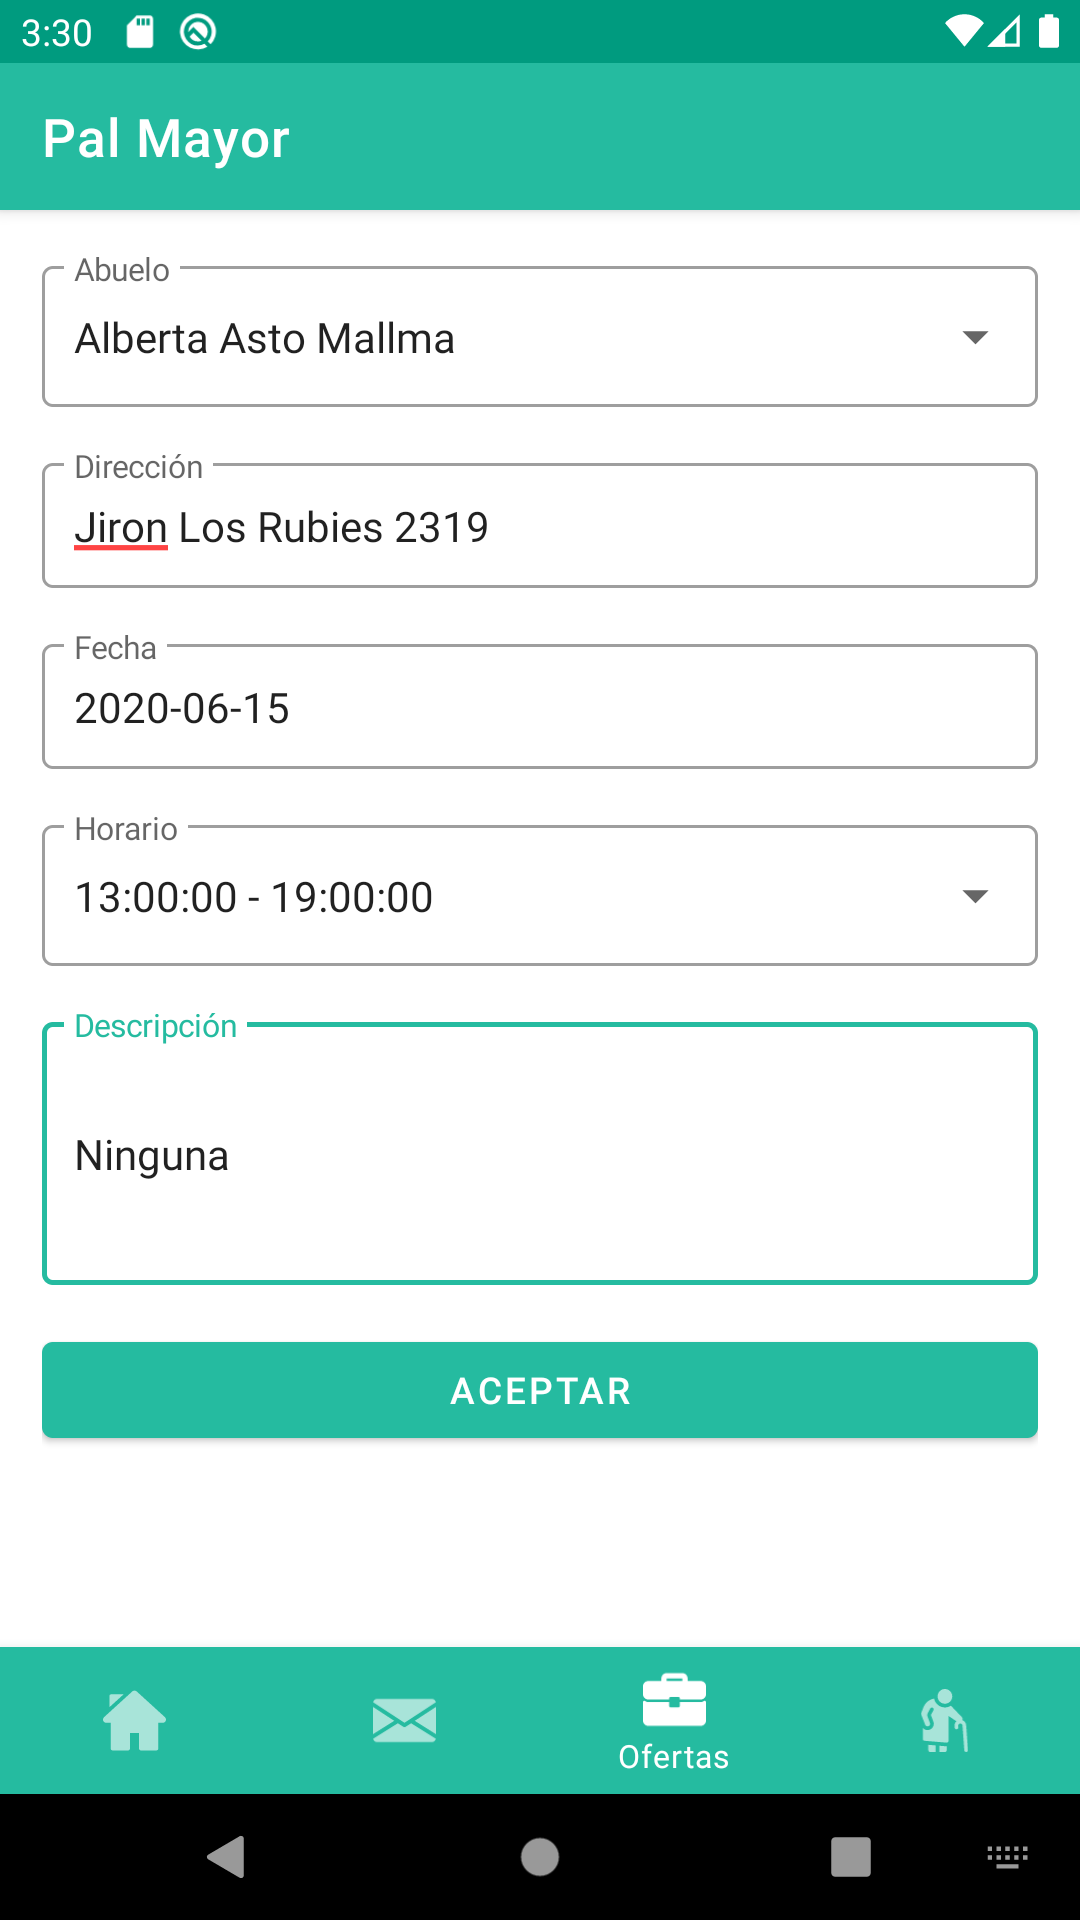 3:30
Pal Mayor
Abuelo
Alberta Asto Mallma
Dirección
Jiron Los Rubies 2319
Fecha
2020-06-15
Horario
13:00:00 - 19:00:00
Descripción
Ninguna
ACEPTAR
Ofertas